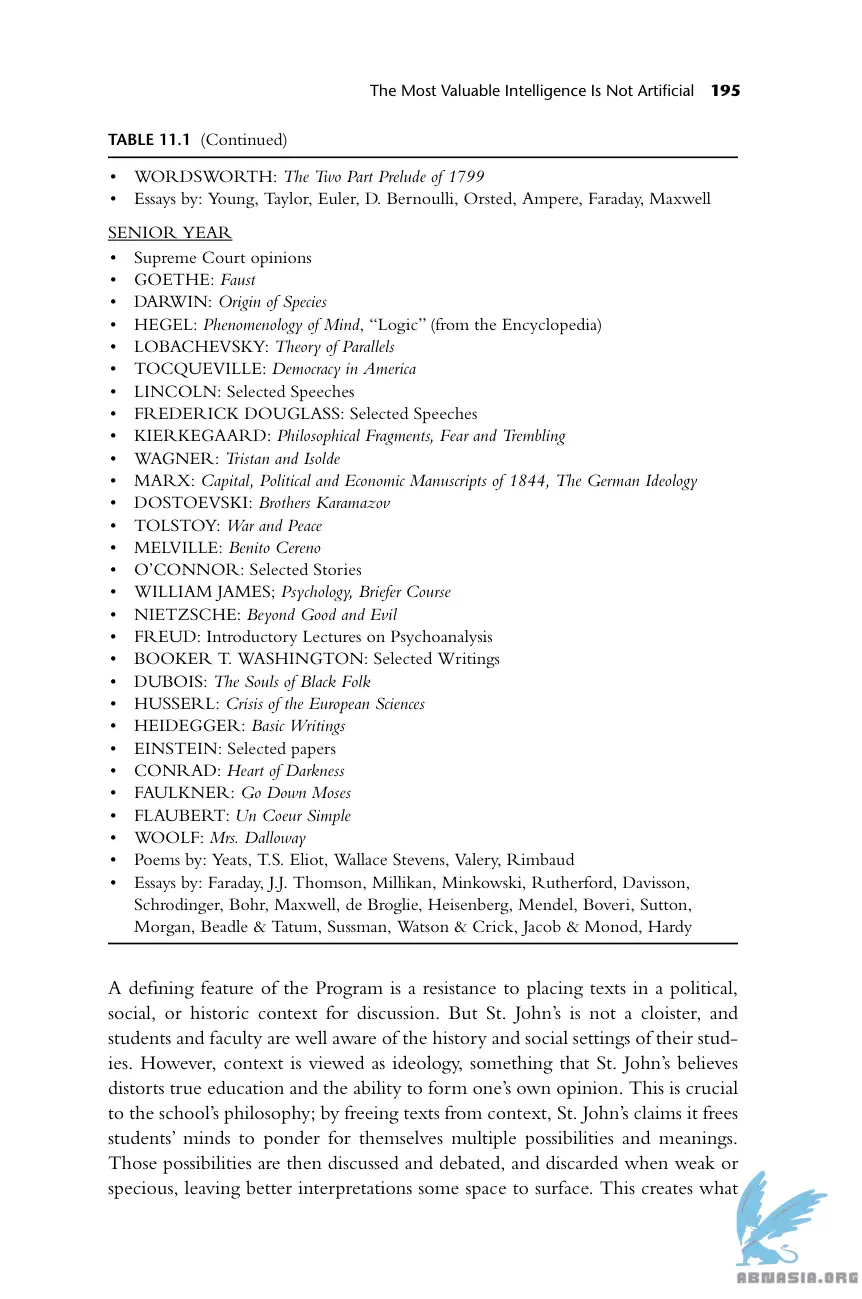 The Most Valuable Intelligence Is Not Artificial 195
TABLE 11.1 (Continued)
• WORDSWORTH: The Two Part Prelude of 1799
• Essays by: Young, Taylor, Euler, D. Bernoulli, Orsted, Ampere, Faraday, Maxwell
SENIOR YEAR
• Supreme Court opinions
• GOETHE: Faust
• DARWIN: Origin of Species
• HEGEL: Phenomenology of Mind, “Logic” (from the Encyclopedia)
• LOBACHEVSKY: Theory of Parallels
• TOCQUEVILLE: Democracy in America
• LINCOLN: Selected Speeches
• FREDERICK DOUGLASS: Selected Speeches
• KIERKEGAARD: Philosophical Fragments, Fear and Trembling
• WAGNER: Tristan and Isolde
• MARX: Capital, Political and Economic Manuscripts of 1844, The German Ideology
• DOSTOEVSKI: Brothers Karamazov
• TOLSTOY: War and Peace
• MELVILLE: Benito Cereno
• O’CONNOR: Selected Stories
• WILLIAM JAMES; Psychology, Briefer Course
• NIETZSCHE: Beyond Good and Evil
• FREUD: Introductory Lectures on Psychoanalysis
• BOOKER T. WASHINGTON: Selected Writings
• DUBOIS: The Souls of Black Folk
• HUSSERL: Crisis of the European Sciences
• HEIDEGGER: Basic Writings
• EINSTEIN: Selected papers
• CONRAD: Heart of Darkness
• FAULKNER: Go Down Moses
• FLAUBERT: Un Coeur Simple
• WOOLF: Mrs. Dalloway
• Poems by: Yeats, T.S. Eliot, Wallace Stevens, Valery, Rimbaud
• Essays by: Faraday, J.J. Thomson, Millikan, Minkowski, Rutherford, Davisson,
Schrodinger, Bohr, Maxwell, de Broglie, Heisenberg, Mendel, Boveri, Sutton,
Morgan, Beadle & Tatum, Sussman, Watson & Crick, Jacob & Monod, Hardy
A defining feature of the Program is a resistance to placing texts in a political,
social, or historic context for discussion. But St. John’s is not a cloister, and
students and faculty are well aware of the history and social settings of their stud-
ies. However, context is viewed as ideology, something that St. John’s believes
distorts true education and the ability to form one’s own opinion. This is crucial
to the school’s philosophy; by freeing texts from context, St. John’s claims it frees
students’ minds to ponder for themselves multiple possibilities and meanings.
Those possibilities are then discussed and debated, and discarded when weak or
specious, leaving better interpretations some space to surface. This creates what
ABNASIA.ORG